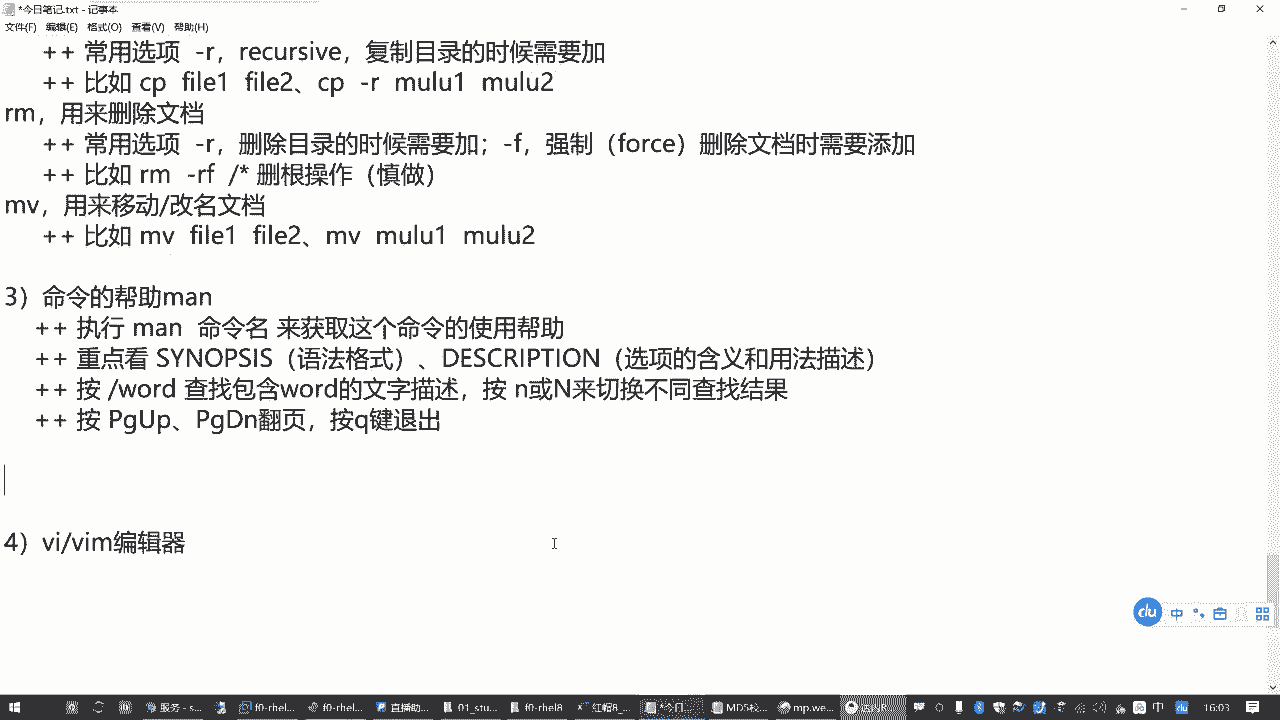 *今日笔记.txt - 记事本
文件(F) 编辑(E) 格式(O) 查看(V) 帮助(H)
++ 常用选项 -r，recursive，复制目录的时候需要加
++ 比如 cp file1 file2、cp -r mulu1 mulu2
rm，用来删除文档
++ 常用选项 -r，删除目录的时候需要加；-f，强制（force）删除文档时需要添加
++ 比如 rm -rf /* 删根操作（慎做）
mv，用来移动/改名文档
++ 比如 mv file1 file2、mv mulu1 mulu2
3）命令的帮助man
++ 执行 man 命令名 来获取这个命令的使用帮助
++ 重点看 SYNOPSIS（语法格式）、DESCRIPTION（选项的含义和用法描述）
++ 按 /word 查找包含word的文字描述，按 n或N来切换不同查找结果
++ 按 PgUp、PgDn翻页，按q键退出
4）vi/vim编辑器
du 中
服务 - s... f0-rhel... f0-rhel... 直播助... 01_stu... f0-rhel8 红帽8_... *今日... MD5校... mp.we... 中 du 16:03